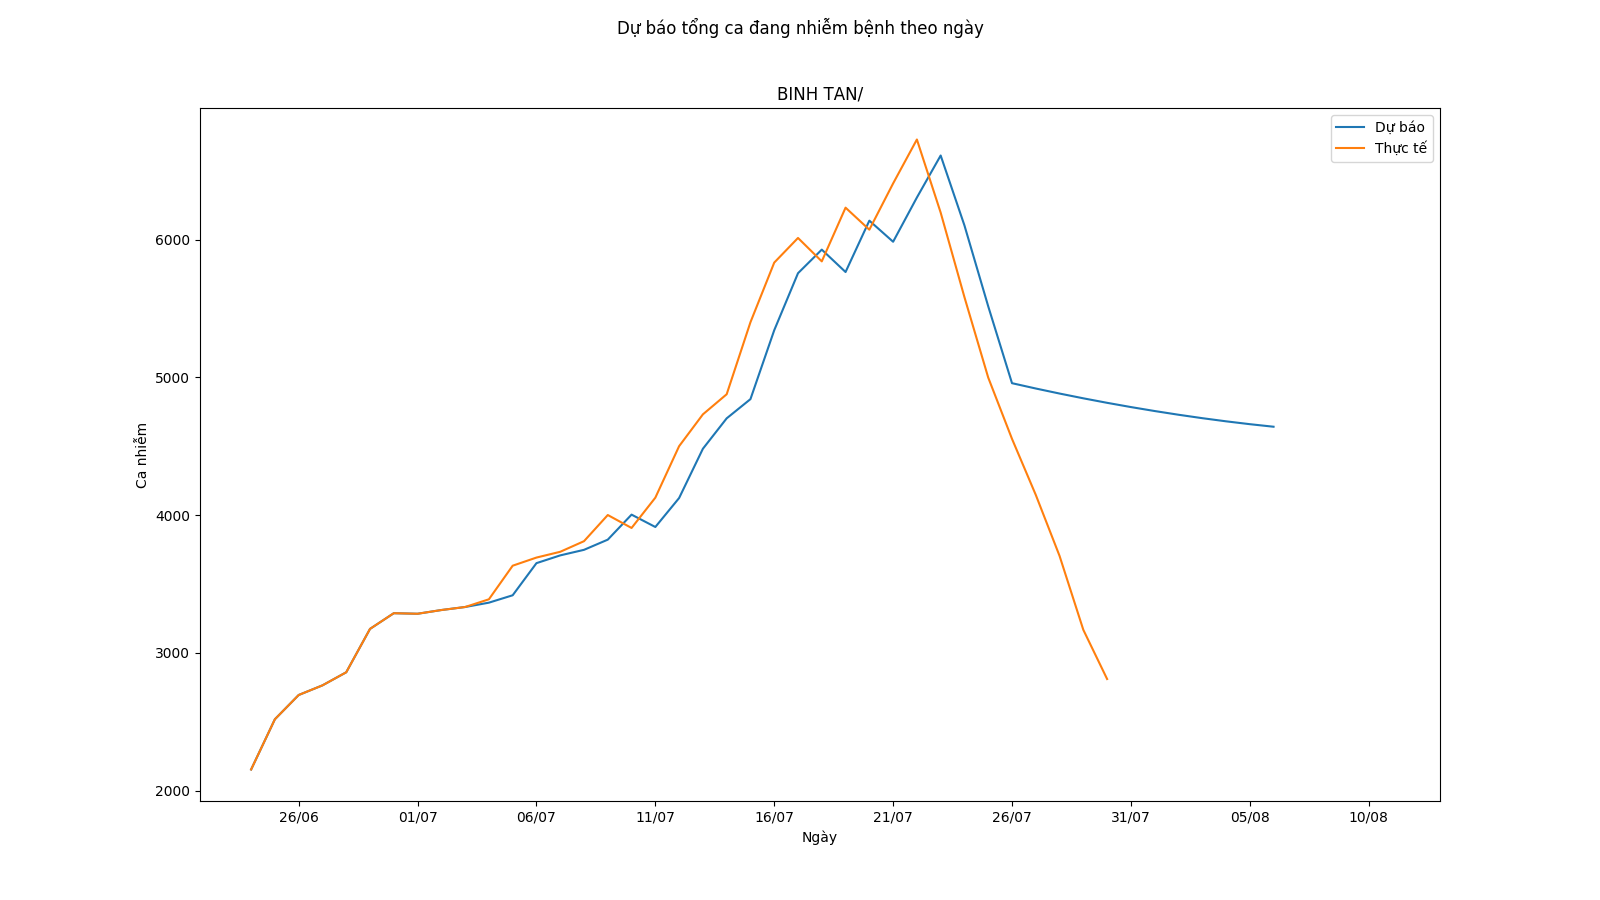 Dự báo tổng ca đang nhiễm bệnh theo ngày
BINH TAN/
Dự báo
Thực tế
6000
5000
4000
3000
2000
Ca nhiễm
26/06
01/07
06/07
11/07
16/07
21/07
26/07
31/07
05/08
10/08
Ngày